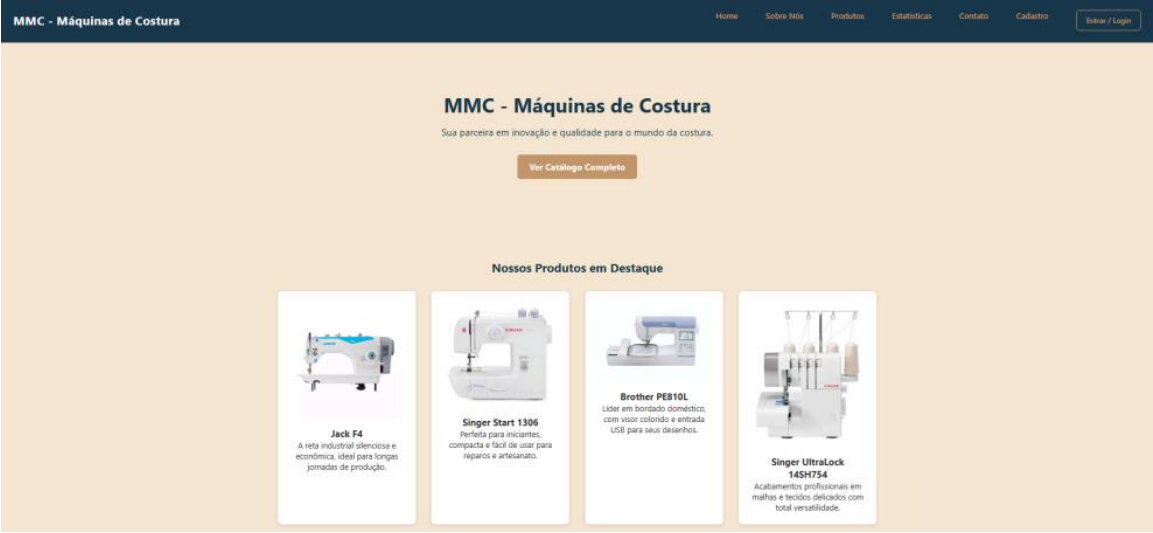 MMC - Máquinas de Costura
Home
Sobre Nós
Produtos
Estatísticas
Contato
Cadastro
Entrar / Login
MMC - Máquinas de Costura
Sua parceira em inovação e qualidade para o mundo da costura.
Ver Catálogo Completo
Nossos Produtos em Destaque
Jack F4
A reta industrial silenciosa e
econômica, ideal para longas
jornadas de produção.
SINGER
Singer Start 1306
Perfeita para iniciantes,
compacta e fácil de usar para
reparos e artesanato.
Brother PE810L
Líder em bordado doméstico,
com visor colorido e entrada
USB para seus desenhos.
SINGER
Singer UltraLock
14SH754
Acabamentos profissionais em
malhas e tecidos delicados com
total versatilidade.